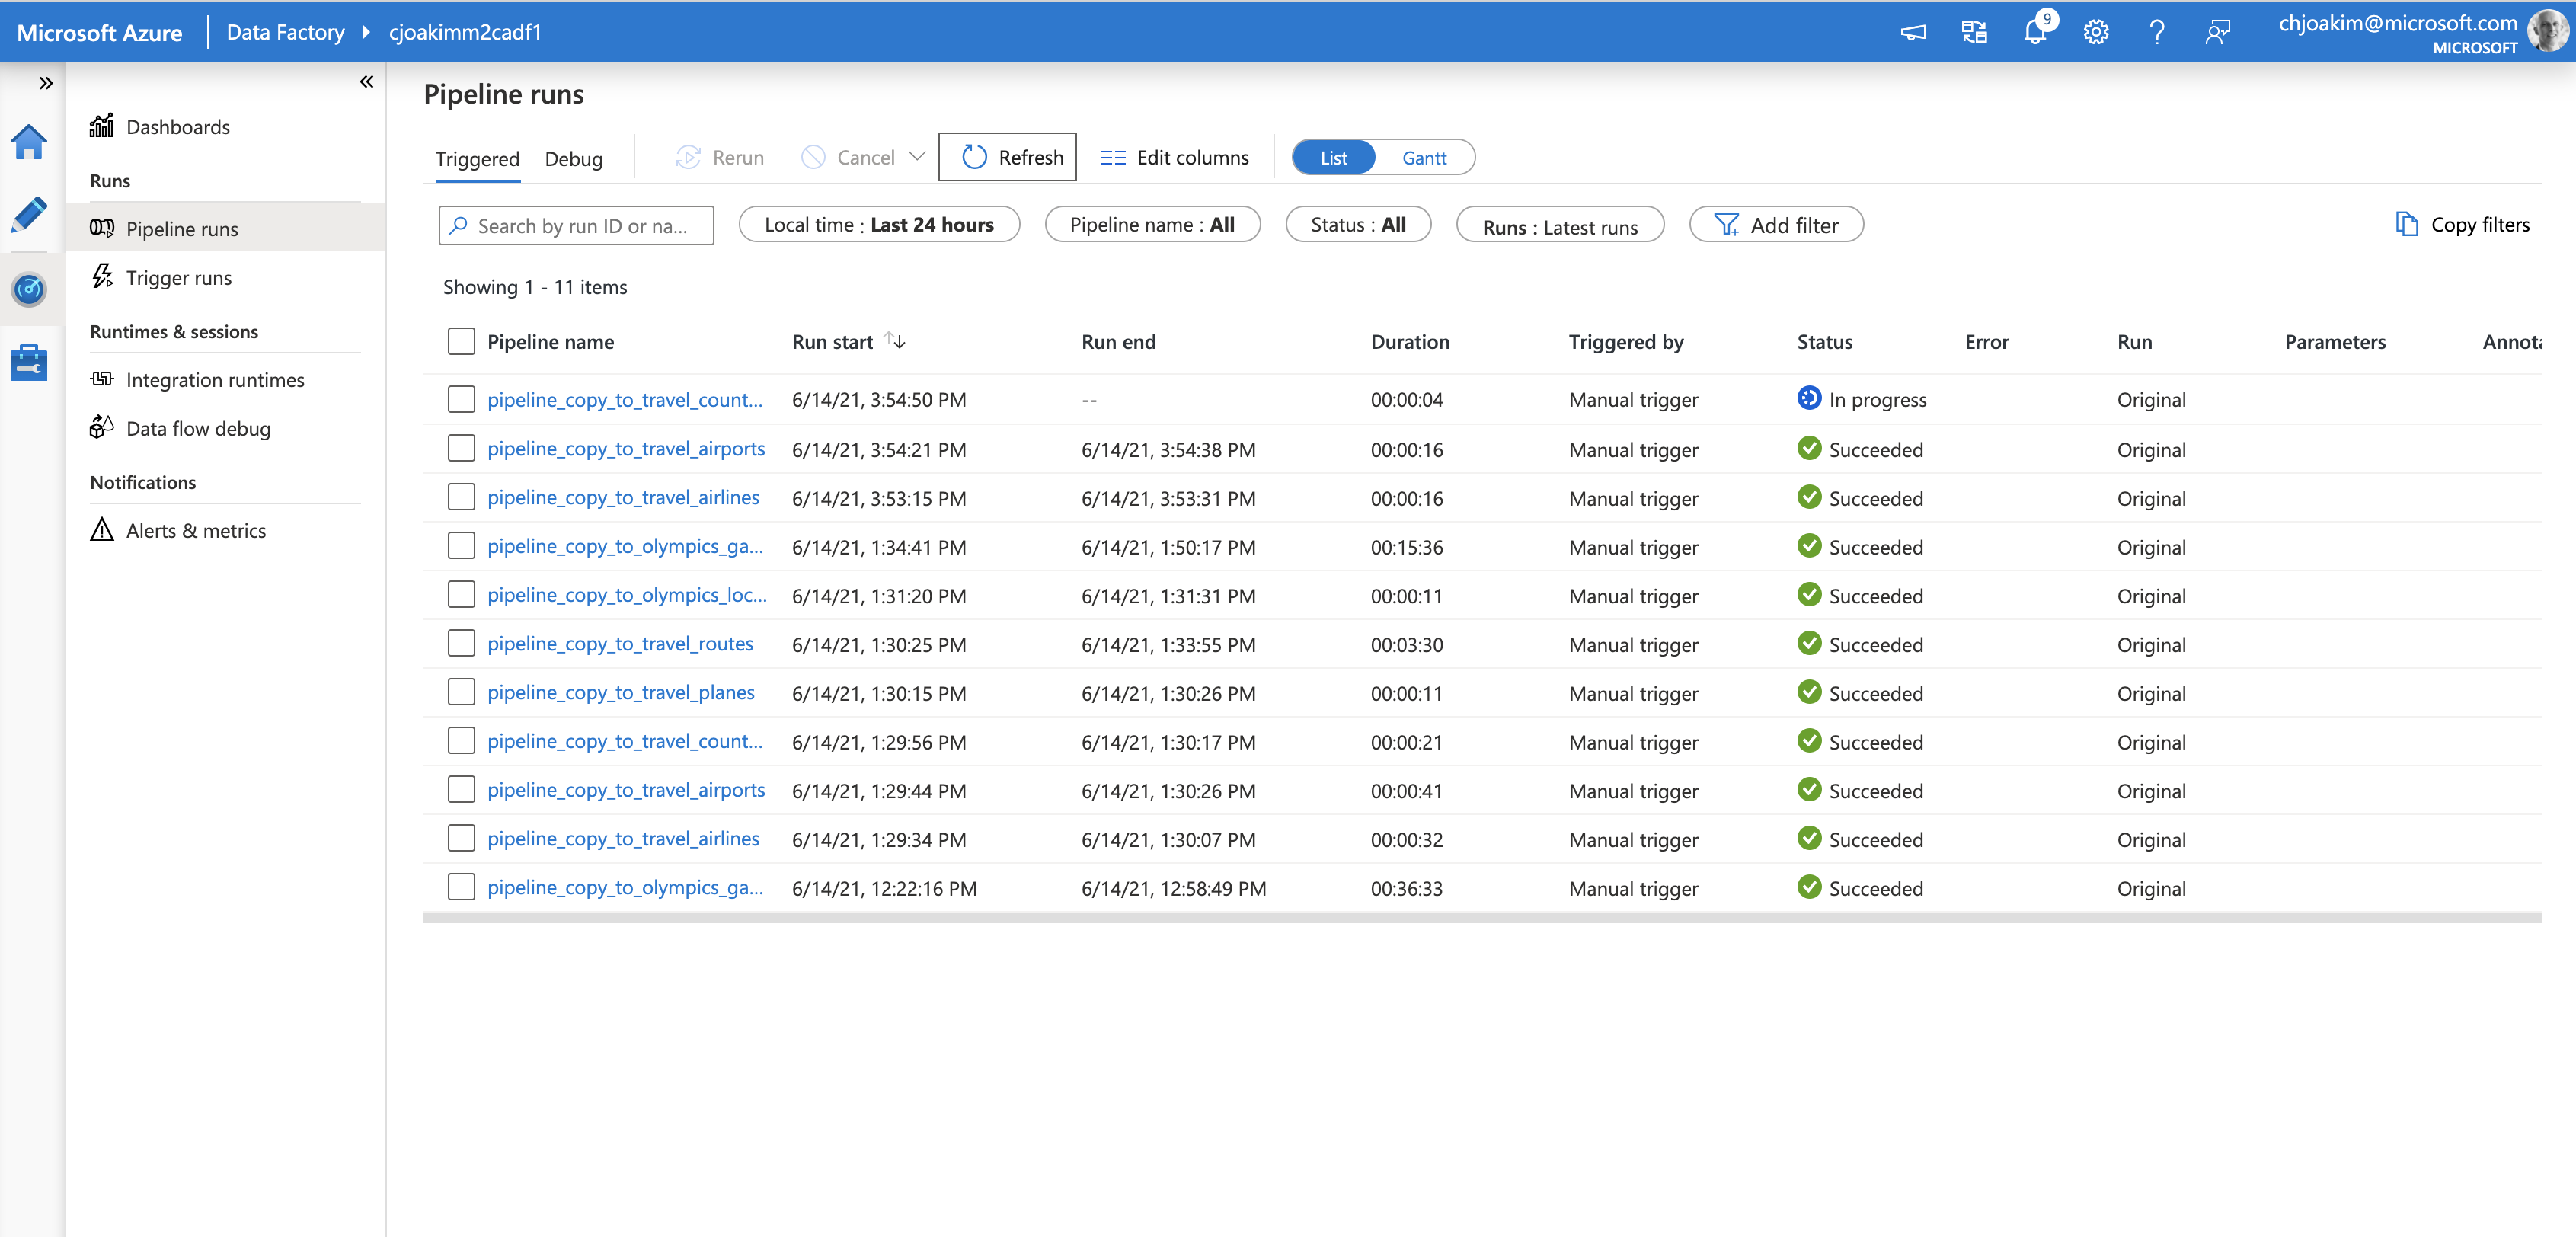 Microsoft Azure Data Factory cjoakimm2cadf1 9 chjoakim@microsoft.com
MICROSOFT
Dashboards
Runs
Pipeline runs
Trigger runs
Runtimes & sessions
Integration runtimes
Data flow debug
Notifications
Alerts & metrics
Pipeline runs
Triggered Debug Rerun Cancel Refresh Edit columns List Gantt
Search by run ID or na... Local time : Last 24 hours Pipeline name : All Status : All Runs : Latest runs Add filter Copy filters
Showing 1 - 11 items
Pipeline name Run start Run end Duration Triggered by Status Error Run Parameters Annota
pipeline_copy_to_travel_count... 6/14/21, 3:54:50 PM -- 00:00:04 Manual trigger In progress Original
pipeline_copy_to_travel_airports 6/14/21, 3:54:21 PM 6/14/21, 3:54:38 PM 00:00:16 Manual trigger Succeeded Original
pipeline_copy_to_travel_airlines 6/14/21, 3:53:15 PM 6/14/21, 3:53:31 PM 00:00:16 Manual trigger Succeeded Original
pipeline_copy_to_olympics_ga... 6/14/21, 1:34:41 PM 6/14/21, 1:50:17 PM 00:15:36 Manual trigger Succeeded Original
pipeline_copy_to_olympics_loc... 6/14/21, 1:31:20 PM 6/14/21, 1:31:31 PM 00:00:11 Manual trigger Succeeded Original
pipeline_copy_to_travel_routes 6/14/21, 1:30:25 PM 6/14/21, 1:33:55 PM 00:03:30 Manual trigger Succeeded Original
pipeline_copy_to_travel_planes 6/14/21, 1:30:15 PM 6/14/21, 1:30:26 PM 00:00:11 Manual trigger Succeeded Original
pipeline_copy_to_travel_count... 6/14/21, 1:29:56 PM 6/14/21, 1:30:17 PM 00:00:21 Manual trigger Succeeded Original
pipeline_copy_to_travel_airports 6/14/21, 1:29:44 PM 6/14/21, 1:30:26 PM 00:00:41 Manual trigger Succeeded Original
pipeline_copy_to_travel_airlines 6/14/21, 1:29:34 PM 6/14/21, 1:30:07 PM 00:00:32 Manual trigger Succeeded Original
pipeline_copy_to_olympics_ga... 6/14/21, 12:22:16 PM 6/14/21, 12:58:49 PM 00:36:33 Manual trigger Succeeded Original